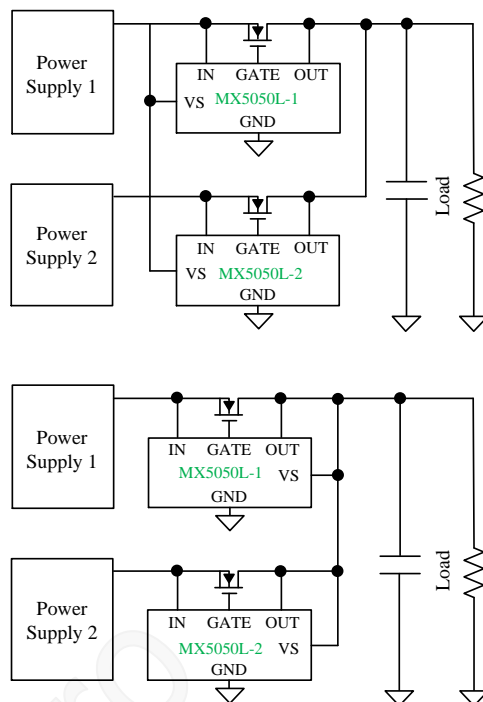 Power
Supply 1
IN GATE OUT
MX5050L-1
VS
GND
Power
Supply 2
IN GATE OUT
MX5050L-2
VS
GND
Load
Power
Supply 1
IN GATE OUT
MX5050L-1
VS
GND
Power
Supply 2
IN GATE OUT
MX5050L-2
VS
GND
Load